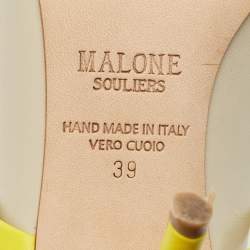 MALONE
SOULIERS
HAND MADE IN ITALY
VERO CUOIO
39